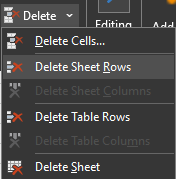 Delete
Editing
Add
Delete Cells...
Delete Sheet Rows
Delete Sheet Columns
Delete Table Rows
Delete Table Columns
Delete Sheet